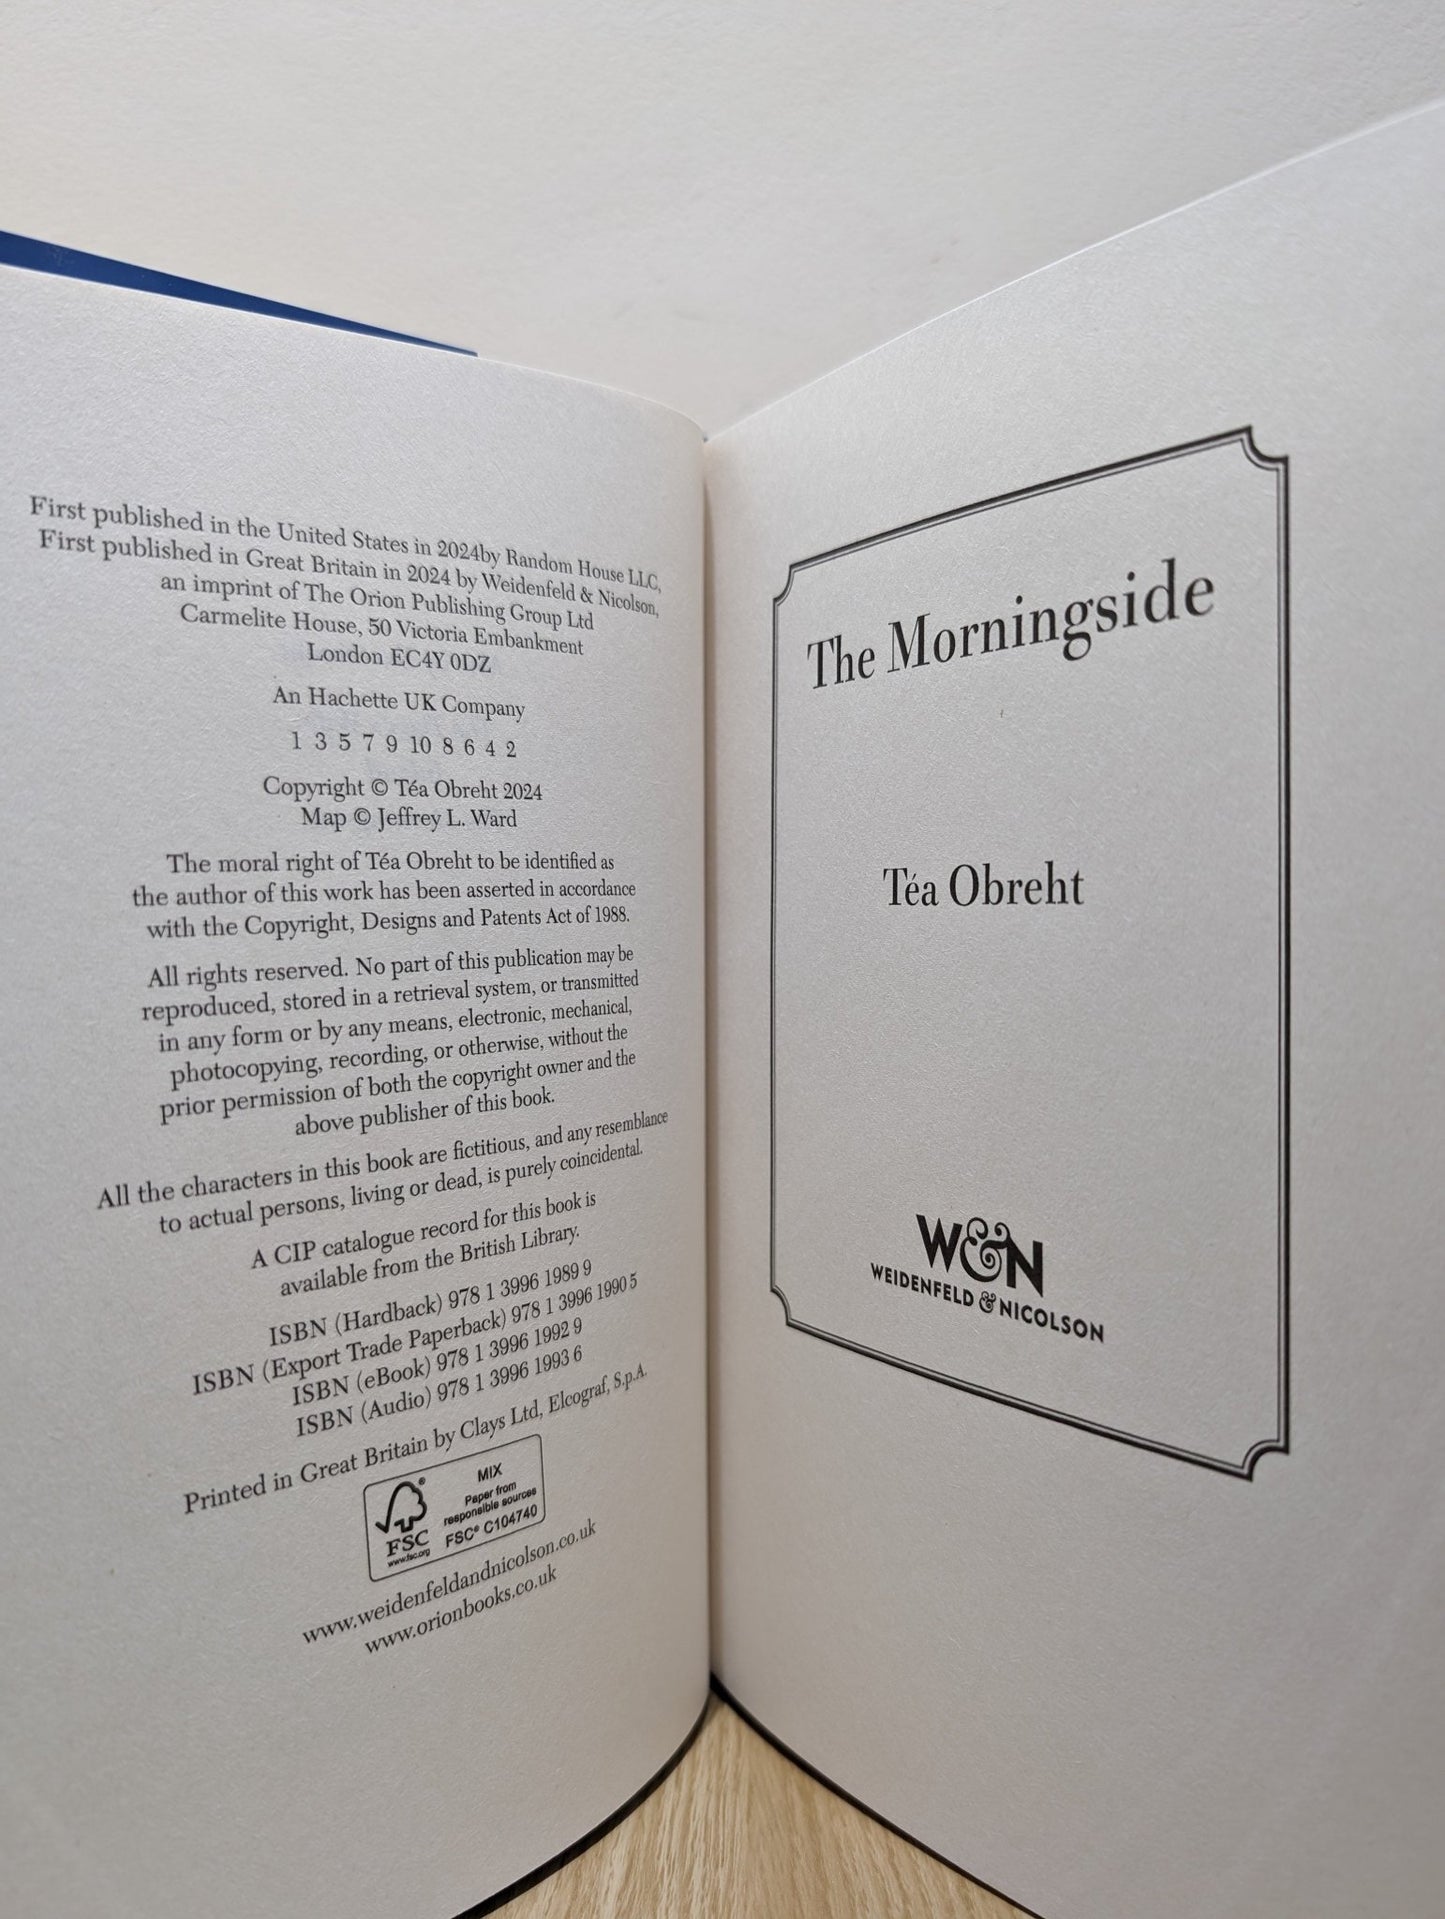 First published in the United States in 2024by Random House LLC,
First published in Great Britain in 2024 by Weidenfeld & Nicolson,
an imprint of The Orion Publishing Group Ltd
Carmelite House, 50 Victoria Embankment
London EC4Y 0DZ
An Hachette UK Company
1 3 5 7 9 10 8 6 4 2
Copyright © Téa Obreht 2024
Map © Jeffrey L. Ward
The moral right of Téa Obreht to be identified as
the author of this work has been asserted in accordance
with the Copyright, Designs and Patents Act of 1988.
All rights reserved. No part of this publication may be
reproduced, stored in a retrieval system, or transmitted
in any form or by any means, electronic, mechanical,
photocopying, recording, or otherwise, without the
prior permission of both the copyright owner and the
above publisher of this book.
All the characters in this book are fictitious, and any resemblance
to actual persons, living or dead, is purely coincidental.
A CIP catalogue record for this book is
available from the British Library.
ISBN (Hardback) 978 1 3996 1989 9
ISBN (Export Trade Paperback) 978 1 3996 1990 5
ISBN (eBook) 978 1 3996 1992 9
ISBN (Audio) 978 1 3996 1993 6
Printed in Great Britain by Clays Ltd, Elcograf, S.p.A.
®
FSC
www.fsc.org
MIX
Paper from
responsible sources
FSC® C104740
www.weidenfeldandnicolson.co.uk
www.orionbooks.co.uk
The Morningside
Téa Obreht
W&N
WEIDENFELD & NICOLSON